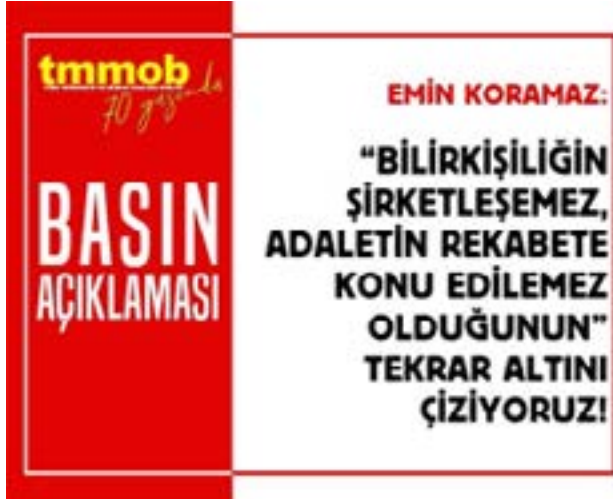 tmmob
70 yaşında
BASIN
AÇIKLAMASI
EMİN KORAMAZ:
“BİLİRKİŞİLİĞİN
ŞİRKETLEŞEMEZ,
ADALETİN REKABETE
KONU EDİLEMEZ
OLDUĞUNUN”
TEKRAR ALTINI
ÇİZİYORUZ!